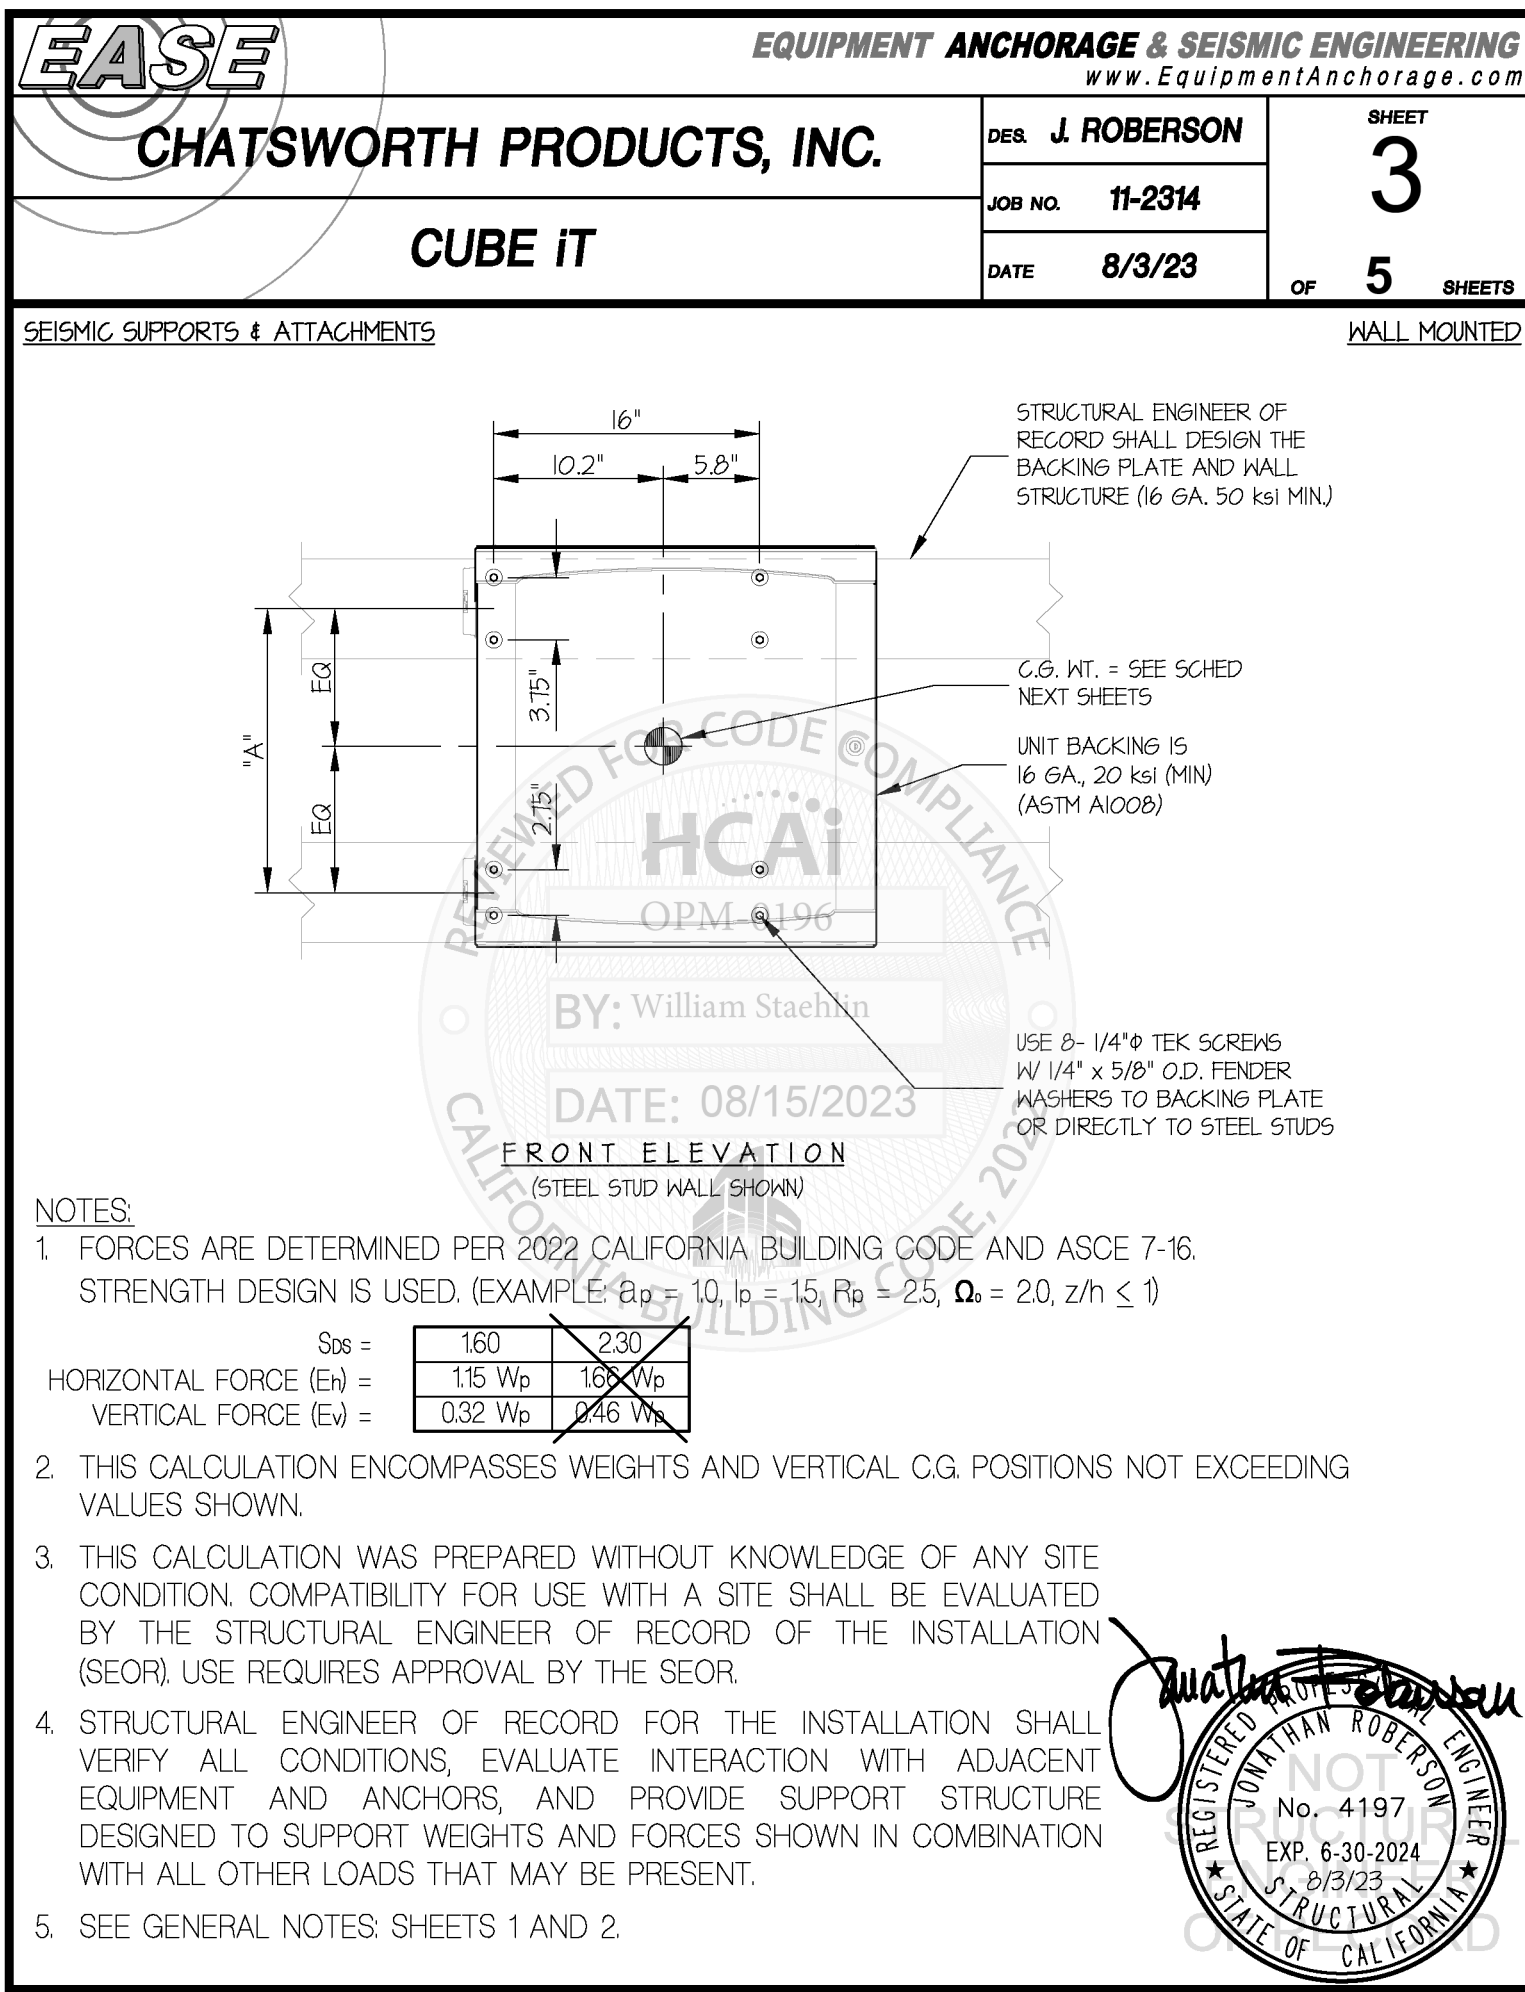 EASE
EQUIPMENT ANCHORAGE & SEISMIC ENGINEERING
www.EquipmentAnchorage.com
CHATSWORTH PRODUCTS, INC.
CUBE iT
DES. J. ROBERSON
JOB NO. 11-2314
DATE 8/3/23
SHEET
3
OF 5 SHEETS
SEISMIC SUPPORTS & ATTACHMENTS
WALL MOUNTED
16"
10.2"
5.8"
STRUCTURAL ENGINEER OF
RECORD SHALL DESIGN THE
BACKING PLATE AND WALL
STRUCTURE (16 GA. 50 ksi MIN.)
"A"
EQ
EQ
3.75"
2.75"
C.G. WT. = SEE SCHED
NEXT SHEETS
UNIT BACKING IS
16 GA., 20 ksi (MIN)
(ASTM A1008)
USE 8- 1/4"Φ TEK SCREWS
W/ 1/4" x 5/8" O.D. FENDER
WASHERS TO BACKING PLATE
OR DIRECTLY TO STEEL STUDS
REVIEWED FOR CODE COMPLIANCE
HCAi
OPM-0196
BY: William Staehlin
DATE: 08/15/2023
CALIFORNIA BUILDING CODE, 2022
FRONT ELEVATION
(STEEL STUD WALL SHOWN)
NOTES:
1. FORCES ARE DETERMINED PER 2022 CALIFORNIA BUILDING CODE AND ASCE 7-16.
STRENGTH DESIGN IS USED. (EXAMPLE: ap = 1.0, Ip = 1.5, Rp = 2.5, Ωo = 2.0, z/h ≤ 1)
SDS = 1.60 2.30
HORIZONTAL FORCE (Eh) = 1.15 Wp 1.66 Wp
VERTICAL FORCE (Ev) = 0.32 Wp 0.46 Wp
2. THIS CALCULATION ENCOMPASSES WEIGHTS AND VERTICAL C.G. POSITIONS NOT EXCEEDING
VALUES SHOWN.
3. THIS CALCULATION WAS PREPARED WITHOUT KNOWLEDGE OF ANY SITE
CONDITION. COMPATIBILITY FOR USE WITH A SITE SHALL BE EVALUATED
BY THE STRUCTURAL ENGINEER OF RECORD OF THE INSTALLATION
(SEOR). USE REQUIRES APPROVAL BY THE SEOR.
4. STRUCTURAL ENGINEER OF RECORD FOR THE INSTALLATION SHALL
VERIFY ALL CONDITIONS, EVALUATE INTERACTION WITH ADJACENT
EQUIPMENT AND ANCHORS, AND PROVIDE SUPPORT STRUCTURE
DESIGNED TO SUPPORT WEIGHTS AND FORCES SHOWN IN COMBINATION
WITH ALL OTHER LOADS THAT MAY BE PRESENT.
5. SEE GENERAL NOTES: SHEETS 1 AND 2.
Jonathan Roberson
REGISTERED PROFESSIONAL ENGINEER
JONATHAN ROBERSON
No. 4197
EXP. 6-30-2024
8/3/23
STRUCTURAL
STATE OF CALIFORNIA
NOT
STRUCTURAL
ENGINEER
OF RECORD